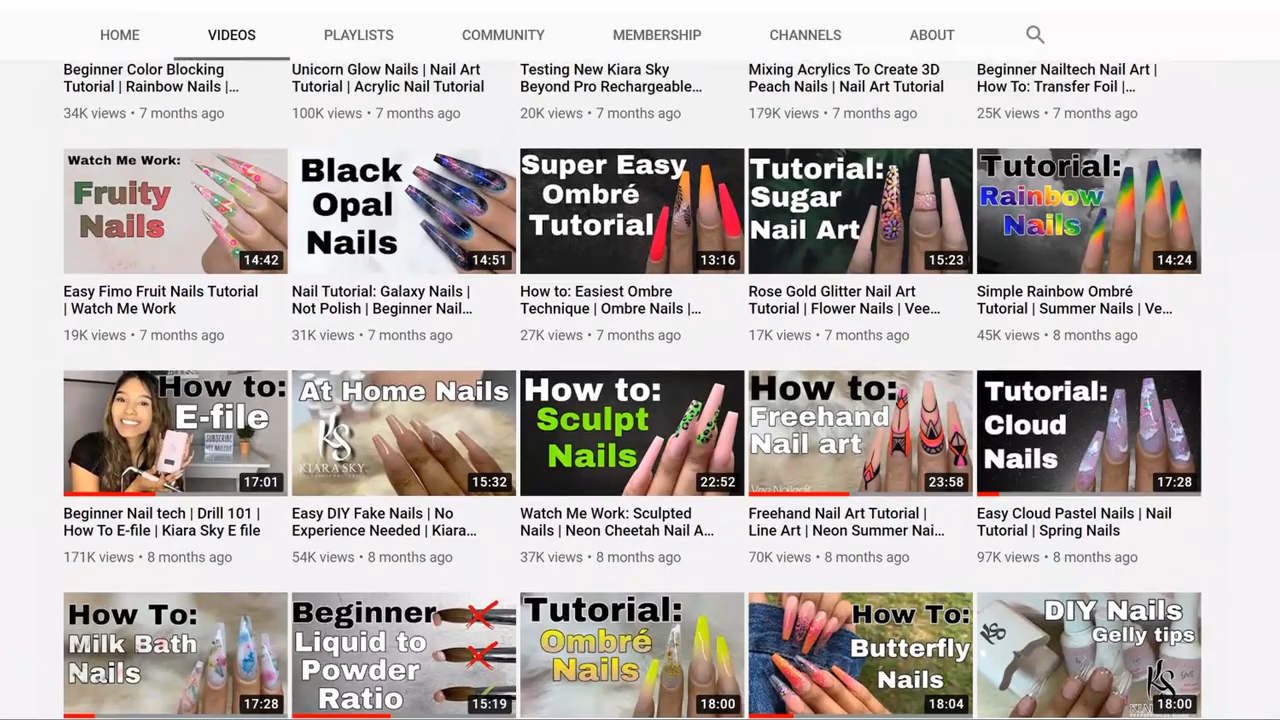 HOME VIDEOS PLAYLISTS COMMUNITY MEMBERSHIP CHANNELS ABOUT
Beginner Color Blocking
Tutorial | Rainbow Nails |...
34K views • 7 months ago
Unicorn Glow Nails | Nail Art
Tutorial | Acrylic Nail Tutorial
100K views • 7 months ago
Testing New Kiara Sky
Beyond Pro Rechargeable...
20K views • 7 months ago
Mixing Acrylics To Create 3D
Peach Nails | Nail Art Tutorial
179K views • 7 months ago
Beginner Nailtech Nail Art |
How To: Transfer Foil |...
25K views • 7 months ago
Watch Me Work:
Fruity
Nails
14:42
Easy Fimo Fruit Nails Tutorial
| Watch Me Work
19K views • 7 months ago
Black
Opal
Nails
14:51
Nail Tutorial: Galaxy Nails |
Not Polish | Beginner Nail...
31K views • 7 months ago
Super Easy
Ombré
Tutorial
13:16
How to: Easiest Ombre
Technique | Ombre Nails |...
27K views • 7 months ago
Tutorial:
Sugar
Nail Art
15:23
Rose Gold Glitter Nail Art
Tutorial | Flower Nails | Vee...
17K views • 7 months ago
Tutorial:
Rainbow
Nails
14:24
Simple Rainbow Ombré
Tutorial | Summer Nails | Ve...
45K views • 8 months ago
How to:
E-file
SUBSCRIBE
17:01
Beginner Nail tech | Drill 101 |
How To E-file | Kiara Sky E file
171K views • 8 months ago
At Home Nails
KS
KIARA SKY
15:32
Easy DIY Fake Nails | No
Experience Needed | Kiara...
54K views • 8 months ago
How to:
Sculpt
Nails
22:52
Watch Me Work: Sculpted
Nails | Neon Cheetah Nail A...
37K views • 8 months ago
How to:
Freehand
Nail art
23:58
Freehand Nail Art Tutorial |
Line Art | Neon Summer Nai...
70K views • 8 months ago
Tutorial:
Cloud
Nails
17:28
Easy Cloud Pastel Nails | Nail
Tutorial | Spring Nails
97K views • 8 months ago
How To:
Milk Bath
Nails
17:28
Beginner
Liquid to
Powder
Ratio
15:19
Tutorial:
Ombré
Nails
18:00
How To:
Butterfly
Nails
18:04
DIY Nails
Gelly tips
KS
KS
18:00